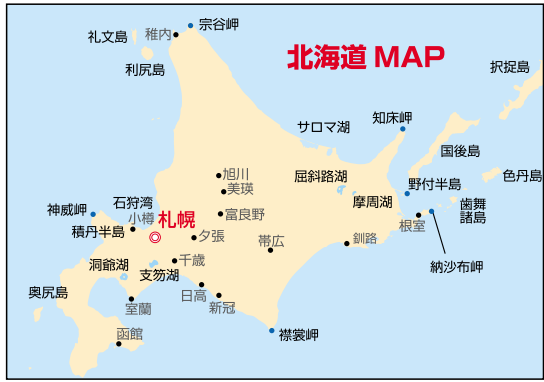 北海道 MAP
宗谷岬
礼文島
稚内
利尻島
択捉島
サロマ湖
知床岬
国後島
旭川
美瑛
屈斜路湖
野付半島
色丹島
石狩湾
小樽
神威岬
積丹半島
札幌
富良野
摩周湖
歯舞
諸島
根室
夕張
帯広
釧路
納沙布岬
洞爺湖
支笏湖
千歳
奥尻島
室蘭
日高
新冠
函館
襟裳岬